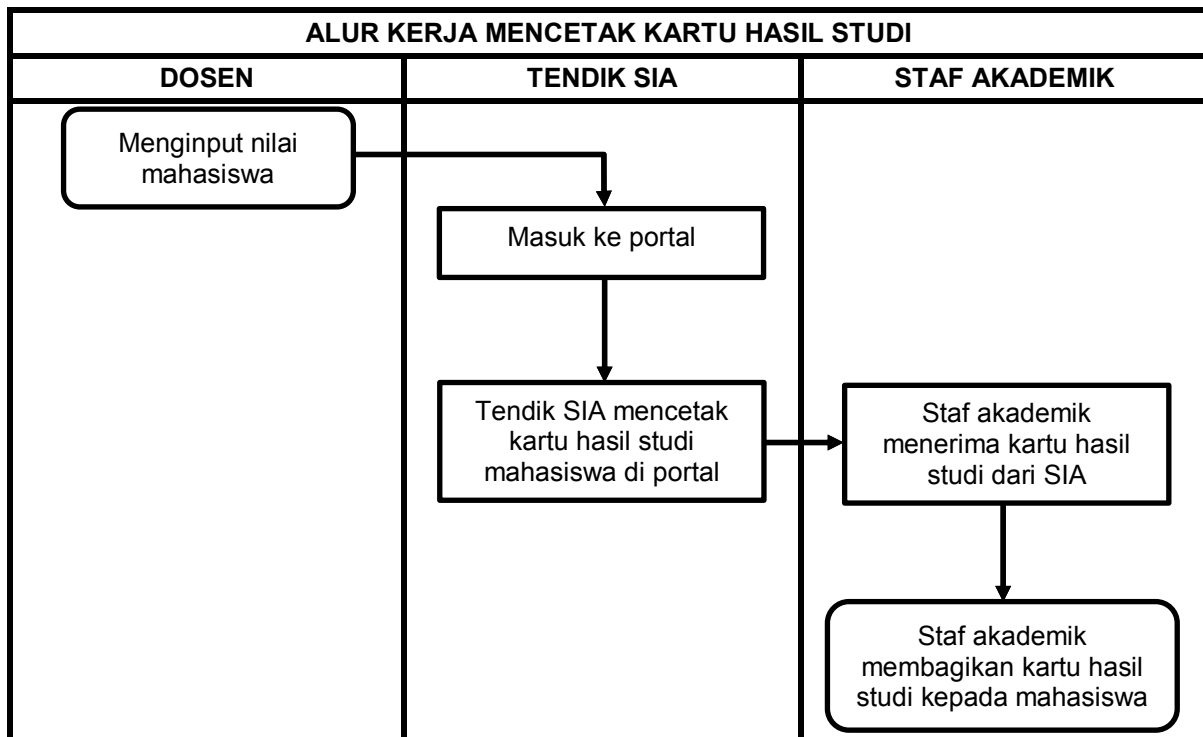 ALUR KERJA MENCETAK KARTU HASIL STUDI
DOSEN
TENDIK SIA
STAF AKADEMIK
Menginput nilai
mahasiswa
Masuk ke portal
Tendik SIA mencetak
kartu hasil studi
mahasiswa di portal
Staf akademik
menerima kartu hasil
studi dari SIA
Staf akademik
membagikan kartu hasil
studi kepada mahasiswa